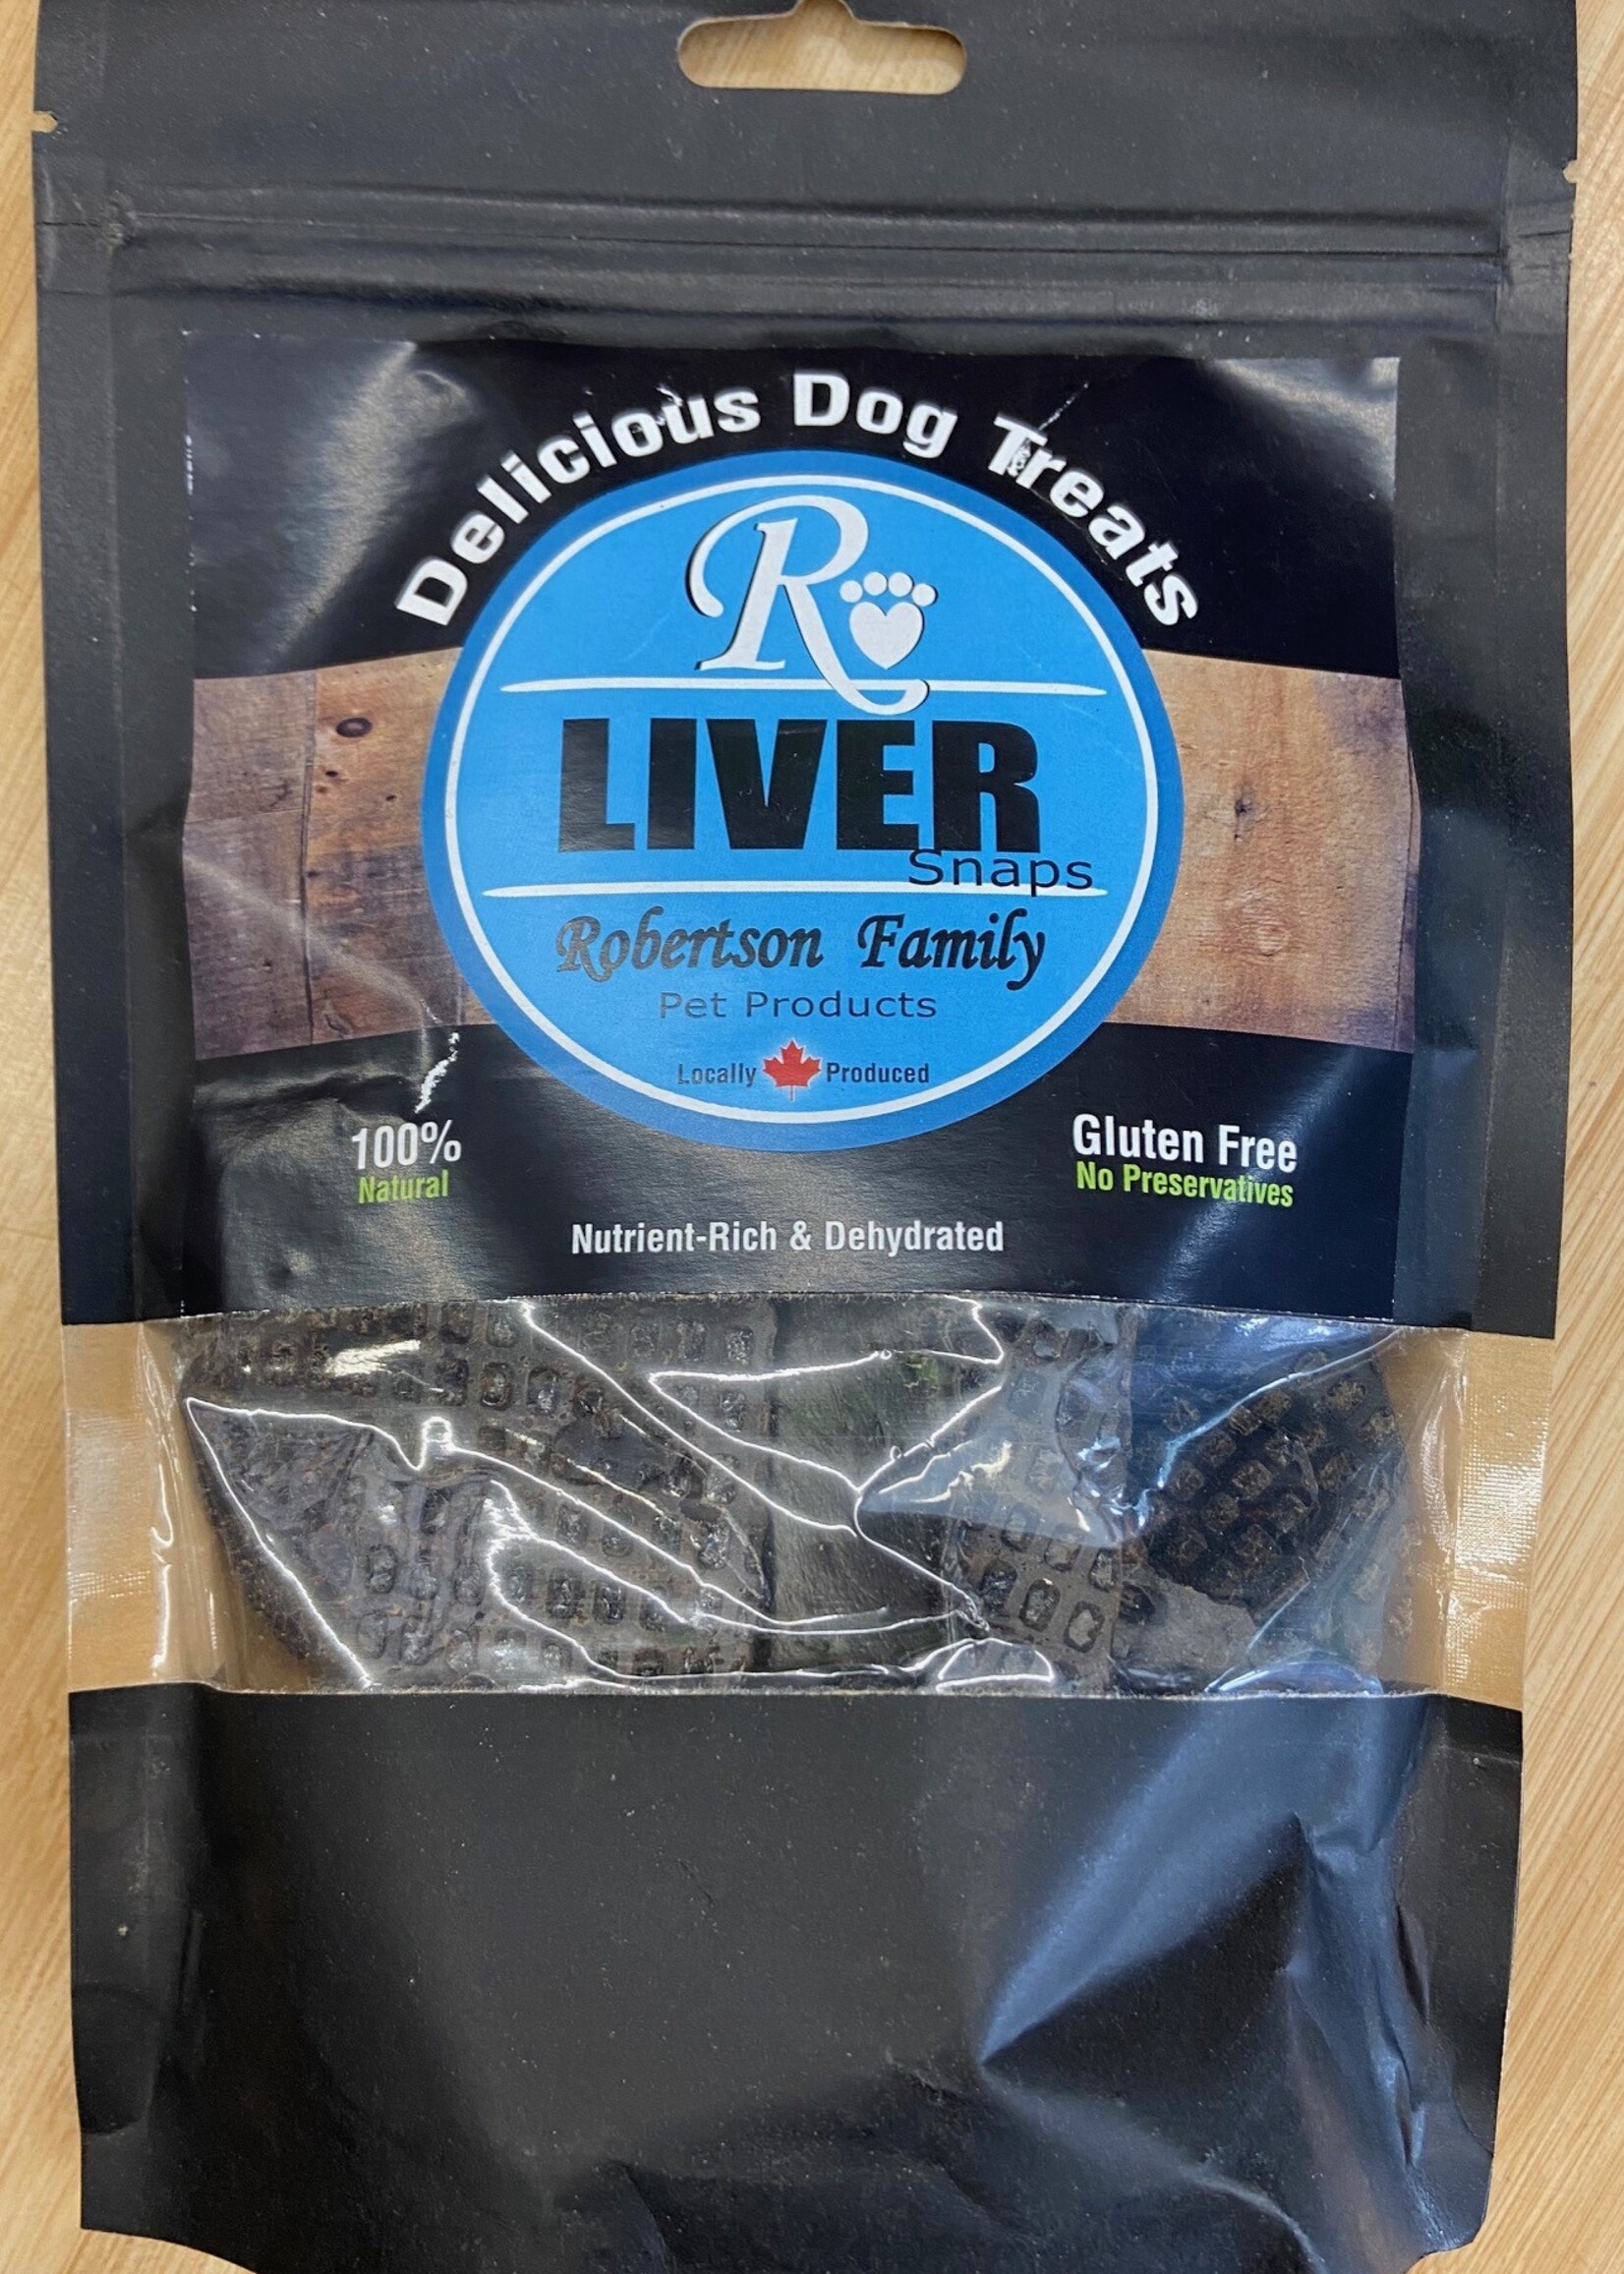 Delicious Dog Treats
R
LIVER
Snaps
Robertson Family
Pet Products
Locally Produced
100%
Natural
Gluten Free
No Preservatives
Nutrient-Rich & Dehydrated